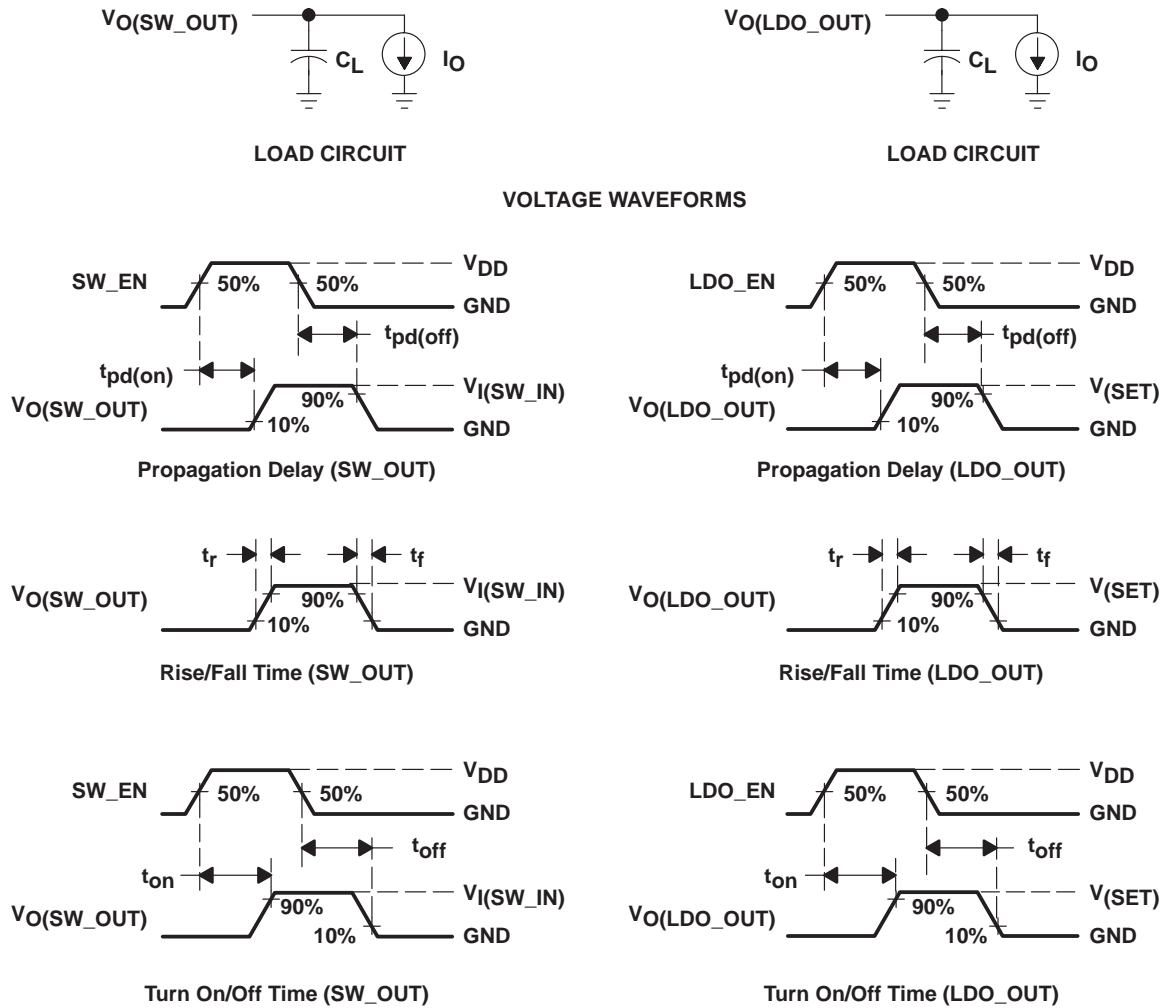 VO(SW_OUT)
CL
IO
LOAD CIRCUIT
VO(LDO_OUT)
CL
IO
LOAD CIRCUIT
VOLTAGE WAVEFORMS
SW_EN
50%
50%
VDD
GND
tpd(off)
tpd(on)
VO(SW_OUT)
90%
10%
VI(SW_IN)
GND
Propagation Delay (SW_OUT)
LDO_EN
50%
50%
VDD
GND
tpd(off)
tpd(on)
VO(LDO_OUT)
90%
10%
V(SET)
GND
Propagation Delay (LDO_OUT)
tr
tf
VO(SW_OUT)
90%
10%
VI(SW_IN)
GND
Rise/Fall Time (SW_OUT)
tr
tf
VO(LDO_OUT)
90%
10%
V(SET)
GND
Rise/Fall Time (LDO_OUT)
SW_EN
50%
50%
VDD
GND
toff
ton
VO(SW_OUT)
90%
10%
VI(SW_IN)
GND
Turn On/Off Time (SW_OUT)
LDO_EN
50%
50%
VDD
GND
toff
ton
VO(LDO_OUT)
90%
10%
V(SET)
GND
Turn On/Off Time (LDO_OUT)